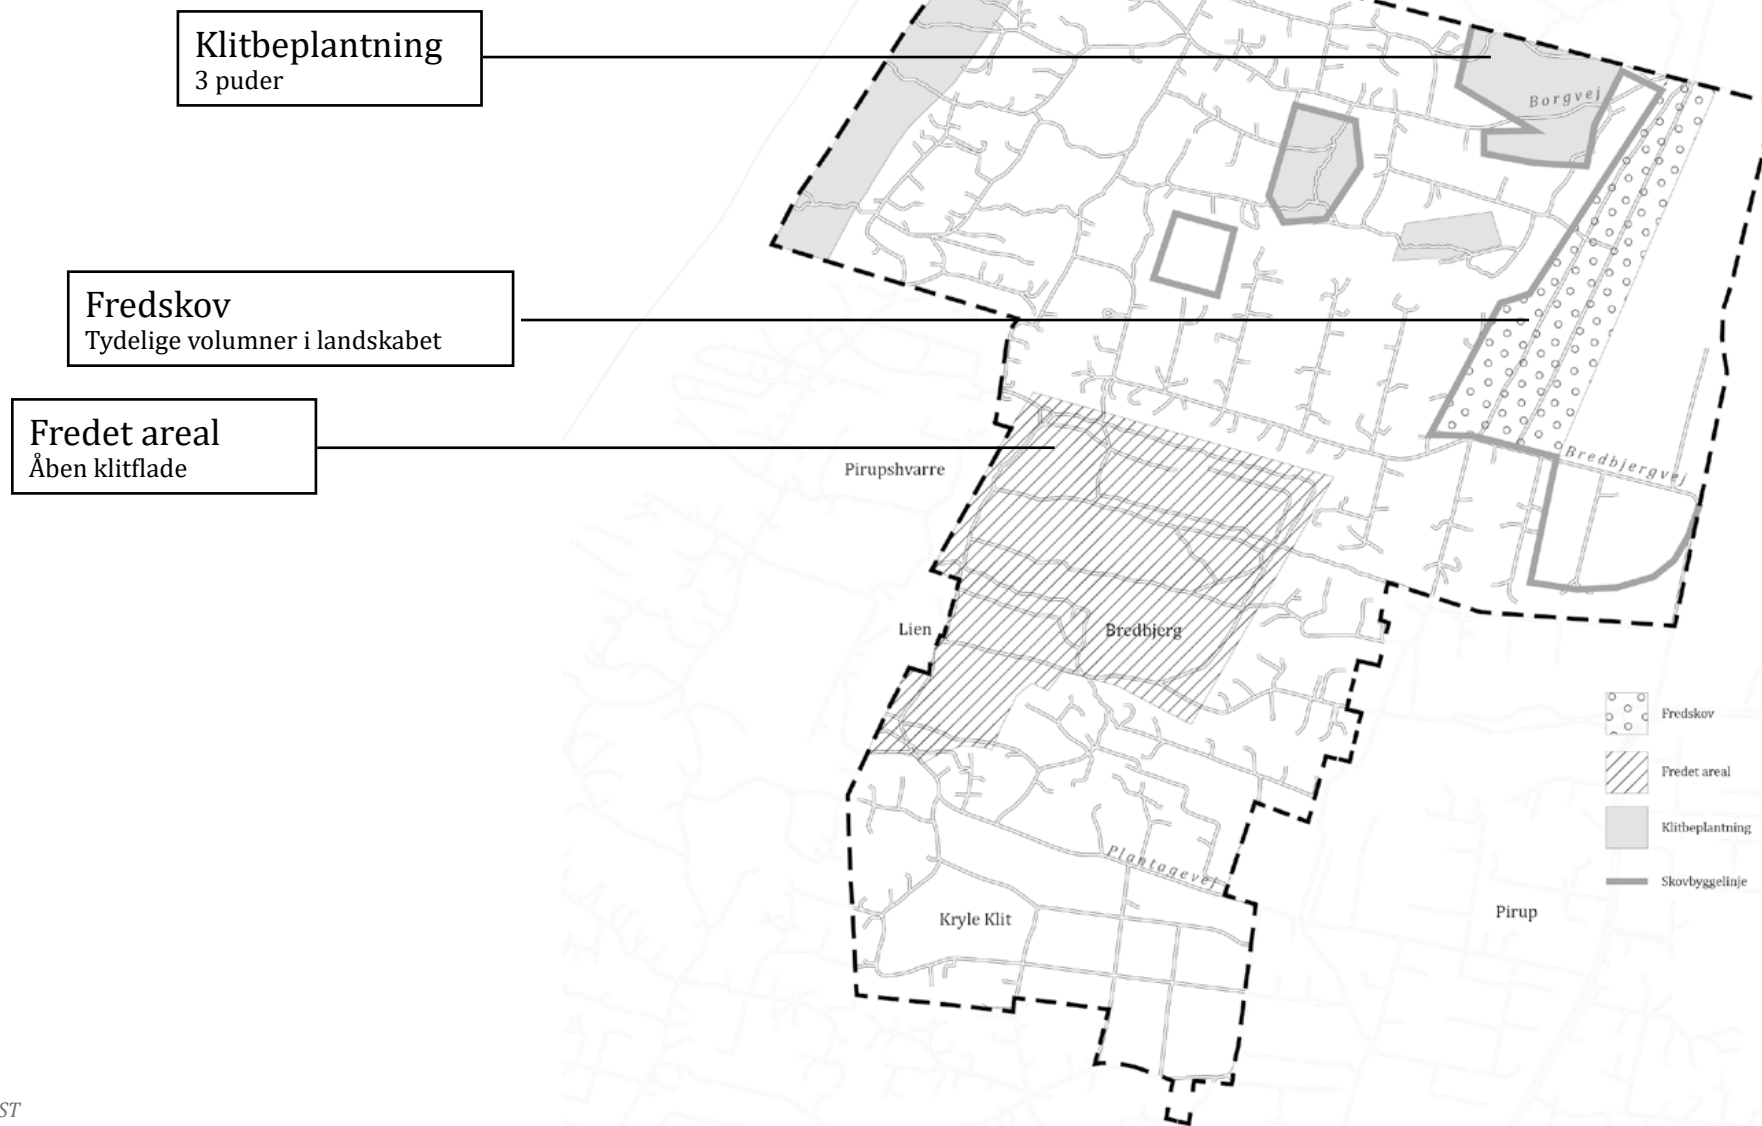 Klitbeplantning
3 puder
Borgvej
Fredskov
Tydelige volumner i landskabet
Fredet areal
Åben klitflade
Pirupshvarre
Bredbjergvej
Lien
Bredbjerg
Fredskov
Fredet areal
Klitbeplantning
Skovbyggelinje
Plantagevej
Kryle Klit
Pirup
ST